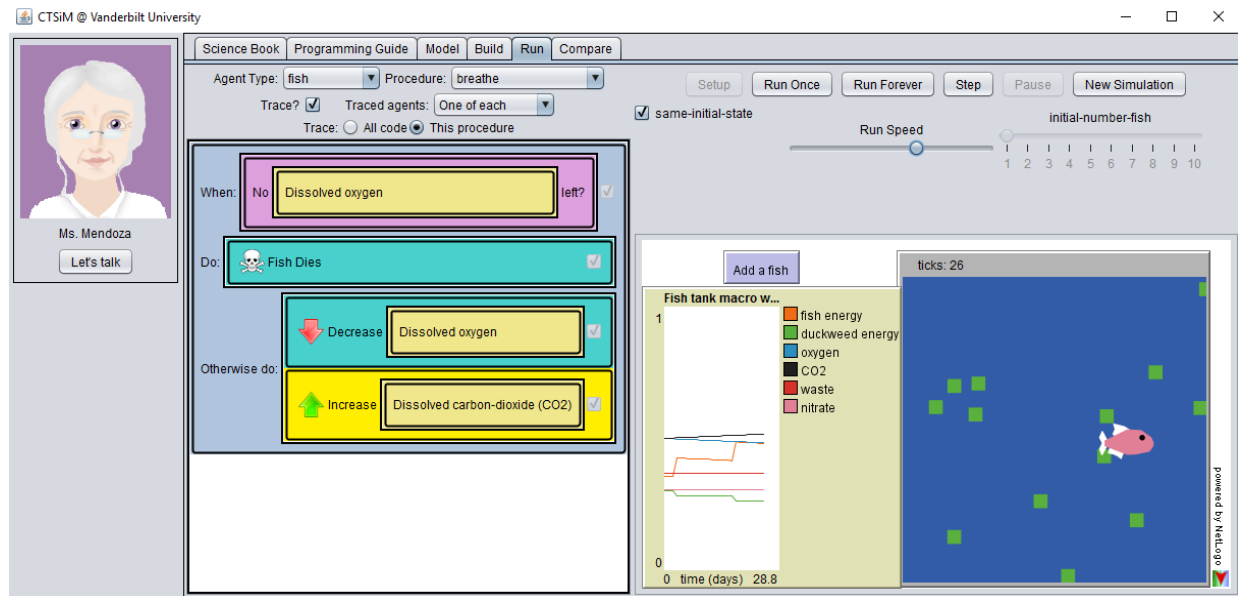 CTSiM @ Vanderbilt University
Ms. Mendoza
Let's talk
Science Book Programming Guide Model Build Run Compare
Agent Type: fish Procedure: breathe
Trace? Traced agents: One of each
Trace: All code This procedure
When: No Dissolved oxygen left?
Do: Fish Dies
Decrease Dissolved oxygen
Otherwise do:
Increase Dissolved carbon-dioxide (CO2)
Setup Run Once Run Forever Step Pause New Simulation
same-initial-state
Run Speed
initial-number-fish
1 2 3 4 5 6 7 8 9 10
Add a fish
ticks: 26
Fish tank macro w...
1
fish energy
duckweed energy
oxygen
CO2
waste
nitrate
0
0 time (days) 28.8
powered by NetLogo